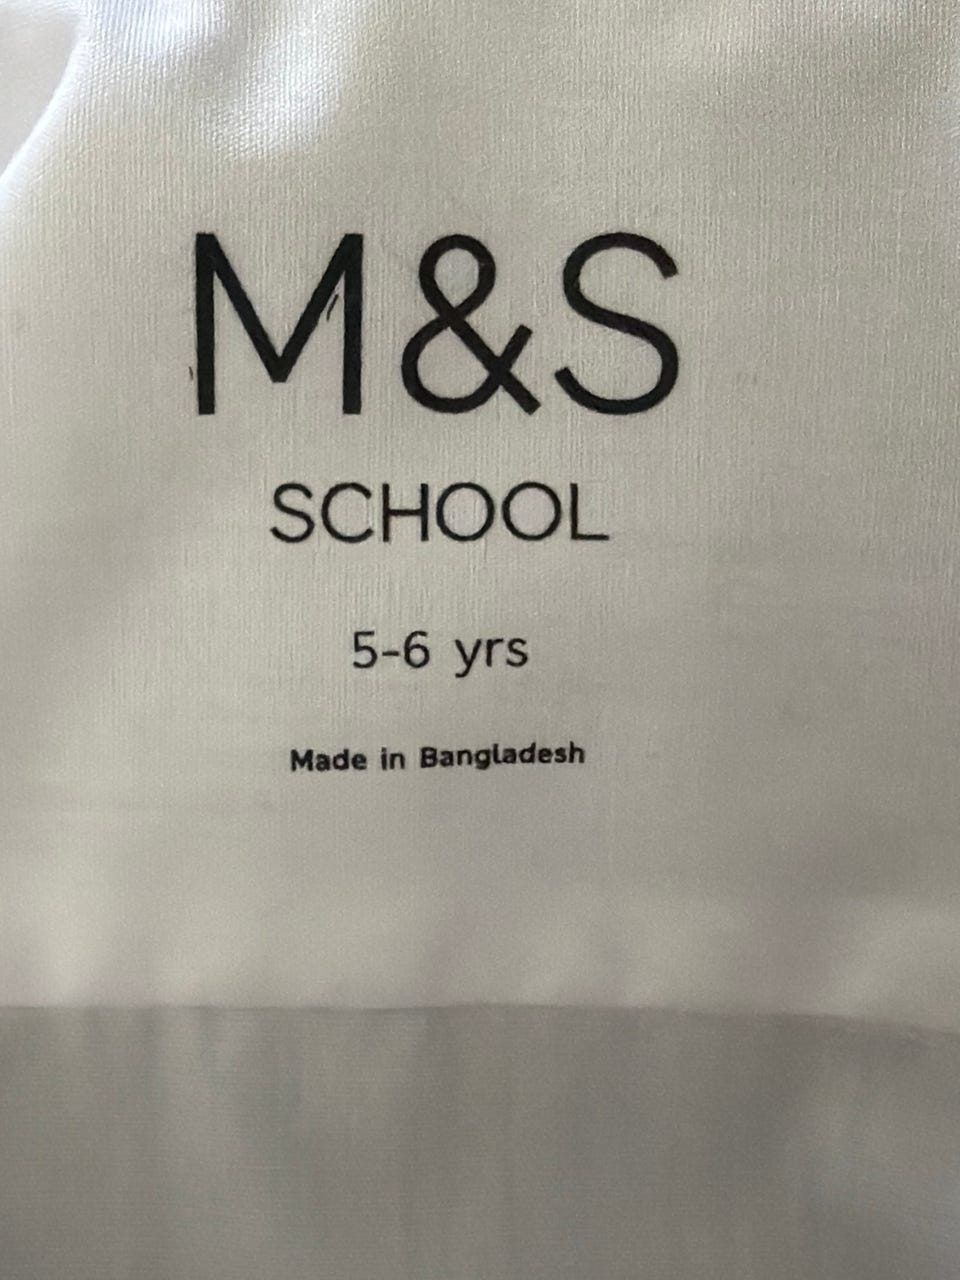 M&S
SCHOOL
5-6 yrs
Made in Bangladesh